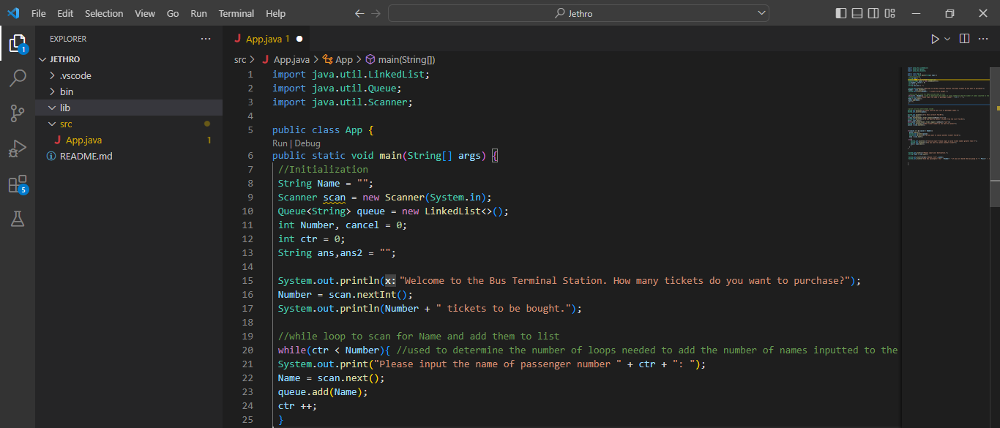 File Edit Selection View Go Run Terminal Help
Jethro
EXPLORER
JETHRO
.vscode
bin
lib
src
App.java 1
README.md
1
5
J App.java 1
src > J App.java > App > main(String[])
1 import java.util.LinkedList;
2 import java.util.Queue;
3 import java.util.Scanner;
4
5 public class App {
Run | Debug
6 public static void main(String[] args) {
7 //Initialization
8 String Name = "";
9 Scanner scan = new Scanner(System.in);
10 Queue<String> queue = new LinkedList<>();
11 int Number, cancel = 0;
12 int ctr = 0;
13 String ans,ans2 = "";
14
15 System.out.println(x: "Welcome to the Bus Terminal Station. How many tickets do you want to purchase?");
16 Number = scan.nextInt();
17 System.out.println(Number + " tickets to be bought.");
18
19 //while loop to scan for Name and add them to list
20 while(ctr < Number){ //used to determine the number of loops needed to add the number of names inputted to the
21 System.out.print("Please input the name of passenger number " + ctr + ": ");
22 Name = scan.next();
23 queue.add(Name);
24 ctr ++;
25 }